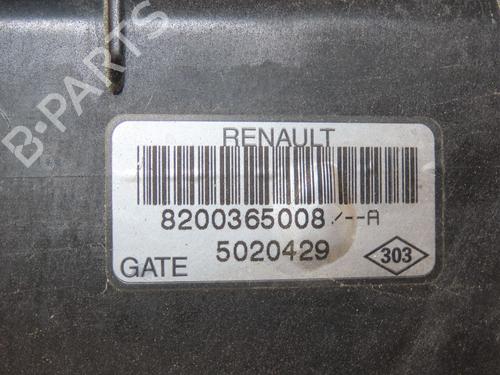 B-PARTS
RENAULT
8200365008/--A
5020429
GATE
303